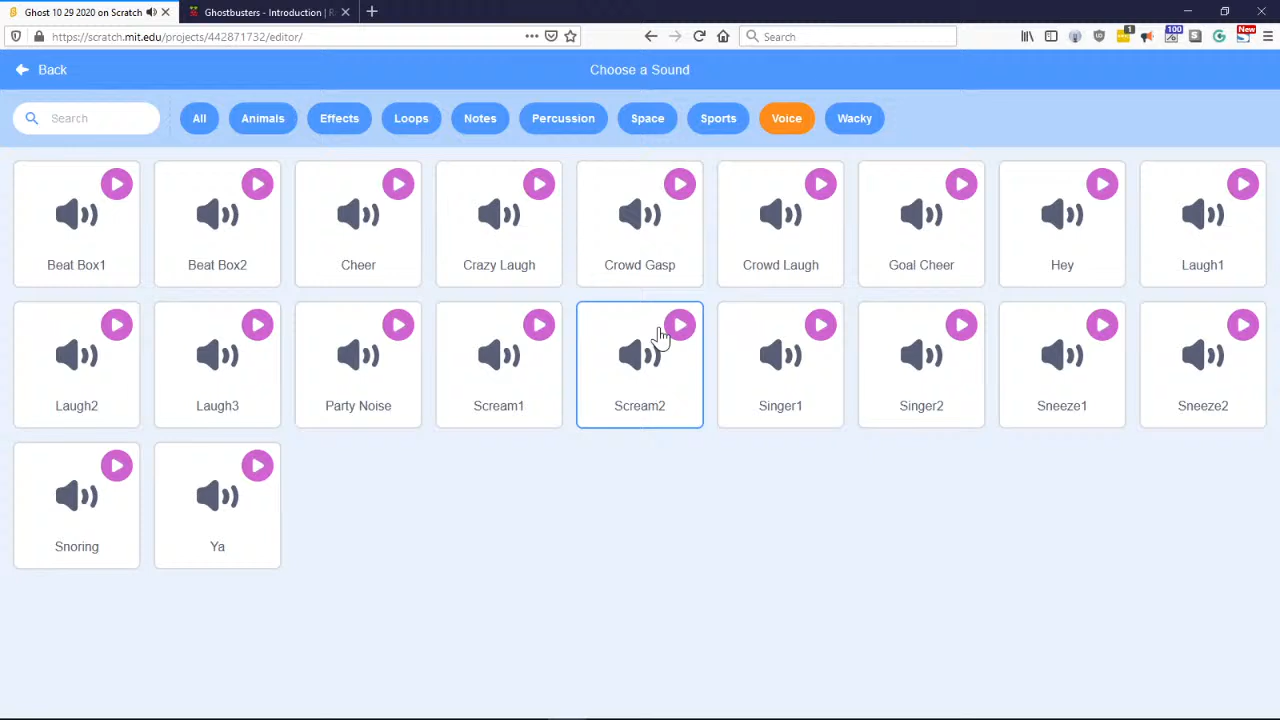 Ghost 10 29 2020 on Scratch
Ghostbusters - Introduction | R
https://scratch.mit.edu/projects/442871732/editor/
Search
1
100
New
Back
Choose a Sound
Search
All
Animals
Effects
Loops
Notes
Percussion
Space
Sports
Voice
Wacky
Beat Box1
Beat Box2
Cheer
Crazy Laugh
Crowd Gasp
Crowd Laugh
Goal Cheer
Hey
Laugh1
Laugh2
Laugh3
Party Noise
Scream1
Scream2
Singer1
Singer2
Sneeze1
Sneeze2
Snoring
Ya